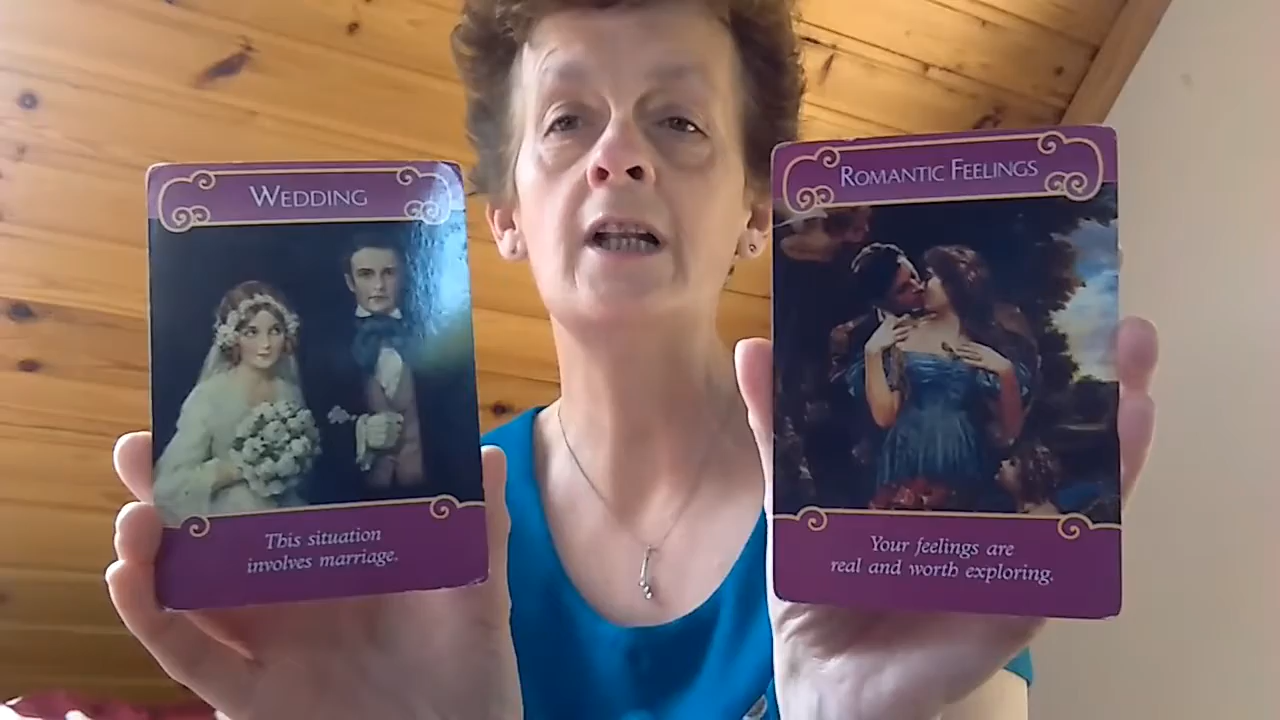 WEDDING
This situation
involves marriage.
ROMANTIC FEELINGS
Your feelings are
real and worth exploring.